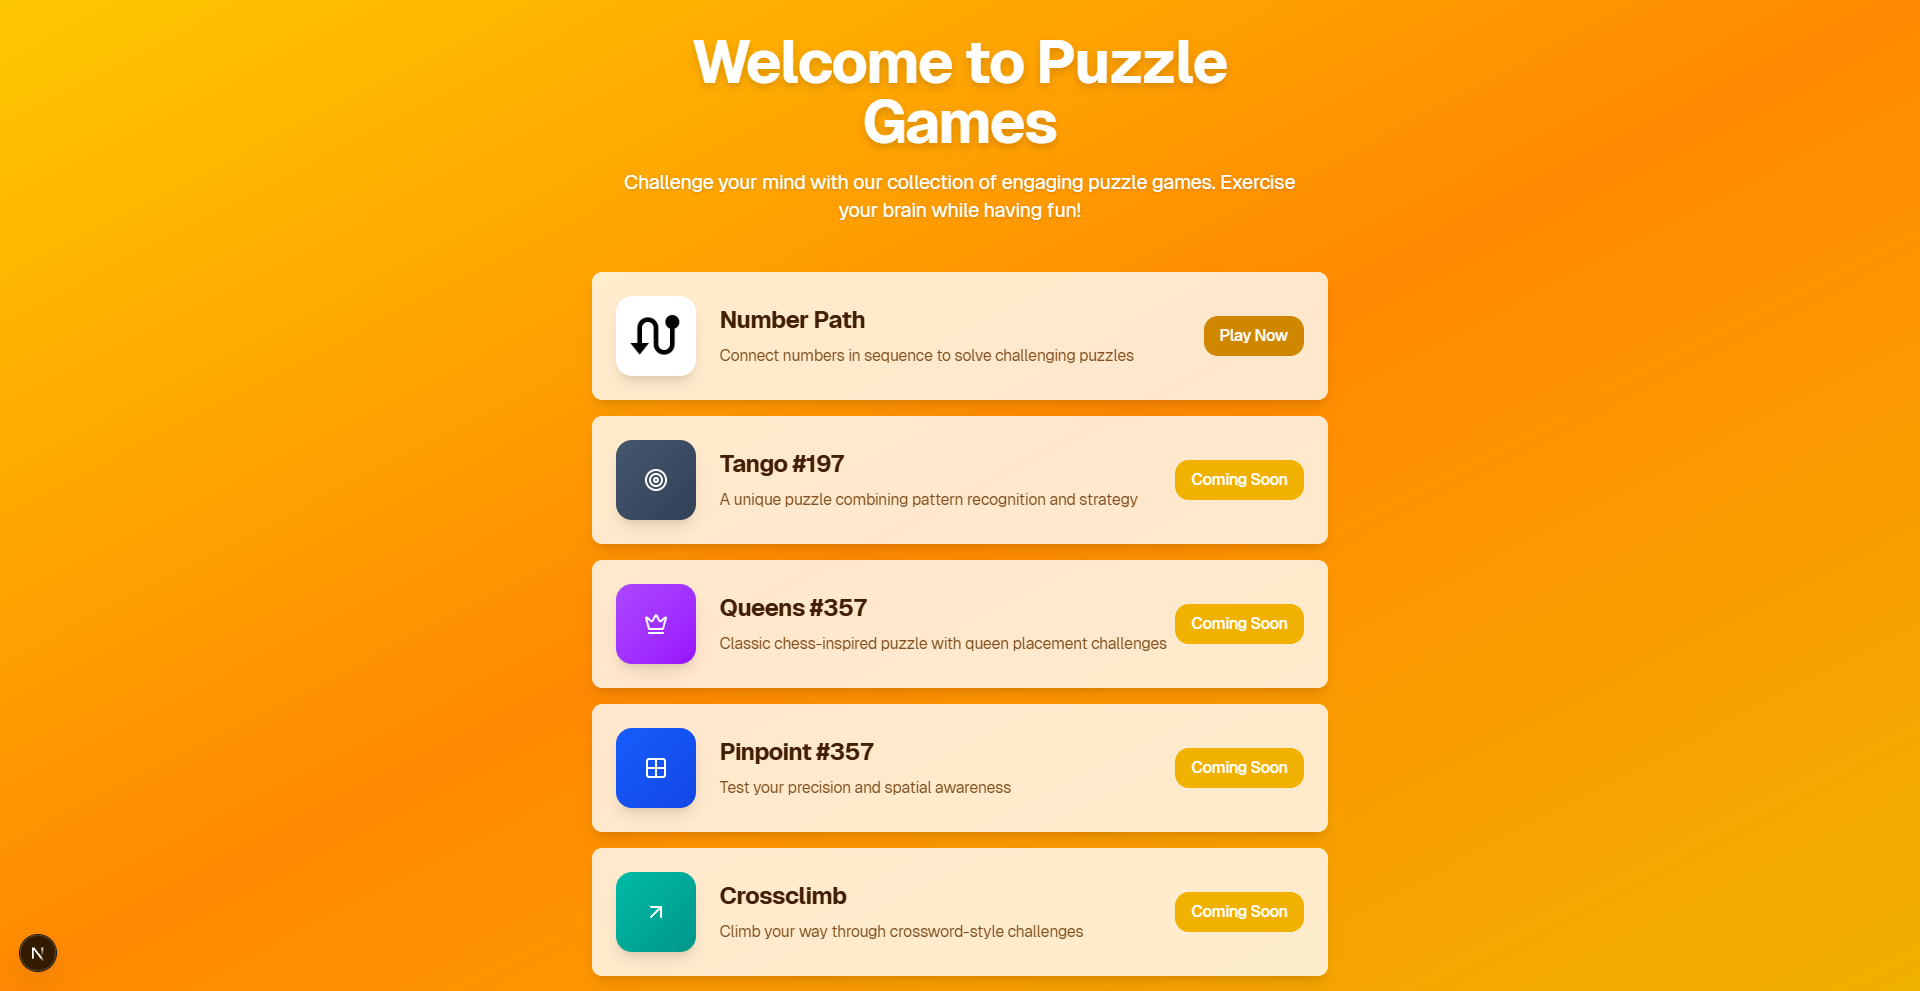 Welcome to Puzzle
Games
Challenge your mind with our collection of engaging puzzle games. Exercise
your brain while having fun!
Number Path
Connect numbers in sequence to solve challenging puzzles
Play Now
Tango #197
A unique puzzle combining pattern recognition and strategy
Coming Soon
Queens #357
Classic chess-inspired puzzle with queen placement challenges
Coming Soon
Pinpoint #357
Test your precision and spatial awareness
Coming Soon
Crossclimb
Climb your way through crossword-style challenges
Coming Soon
N